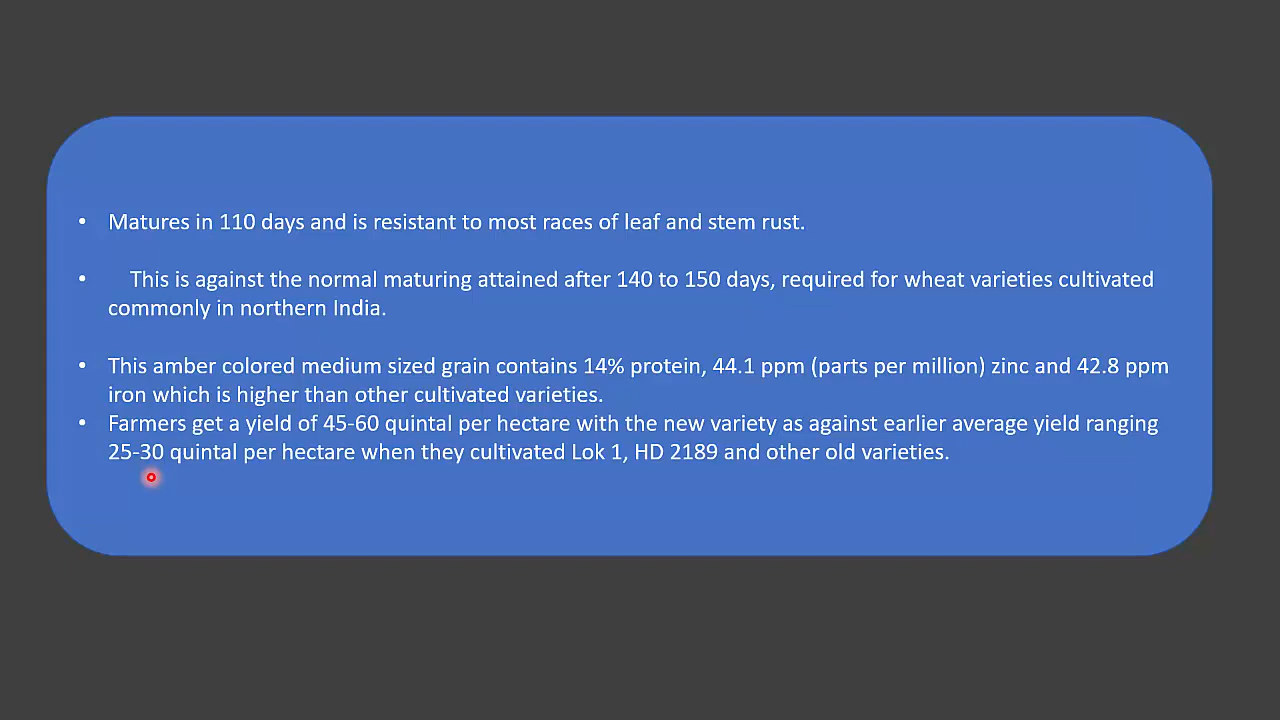 • Matures in 110 days and is resistant to most races of leaf and stem rust.
• This is against the normal maturing attained after 140 to 150 days, required for wheat varieties cultivated
commonly in northern India.
• This amber colored medium sized grain contains 14% protein, 44.1 ppm (parts per million) zinc and 42.8 ppm
iron which is higher than other cultivated varieties.
• Farmers get a yield of 45-60 quintal per hectare with the new variety as against earlier average yield ranging
25-30 quintal per hectare when they cultivated Lok 1, HD 2189 and other old varieties.